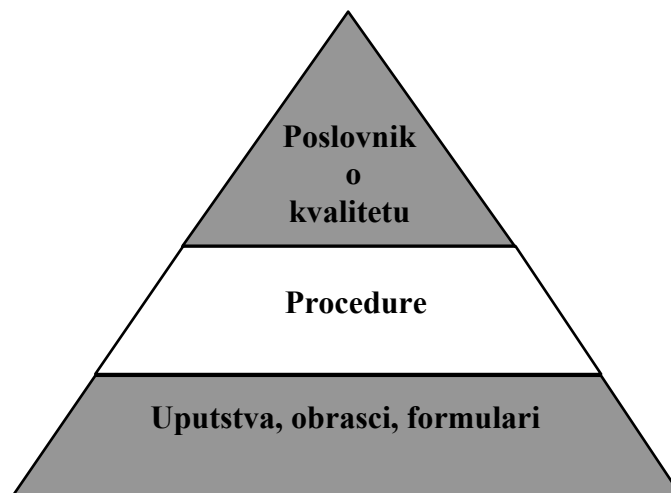 Poslovnik
o
kvalitetu
Procedure
Uputstva, obrasci, formulari